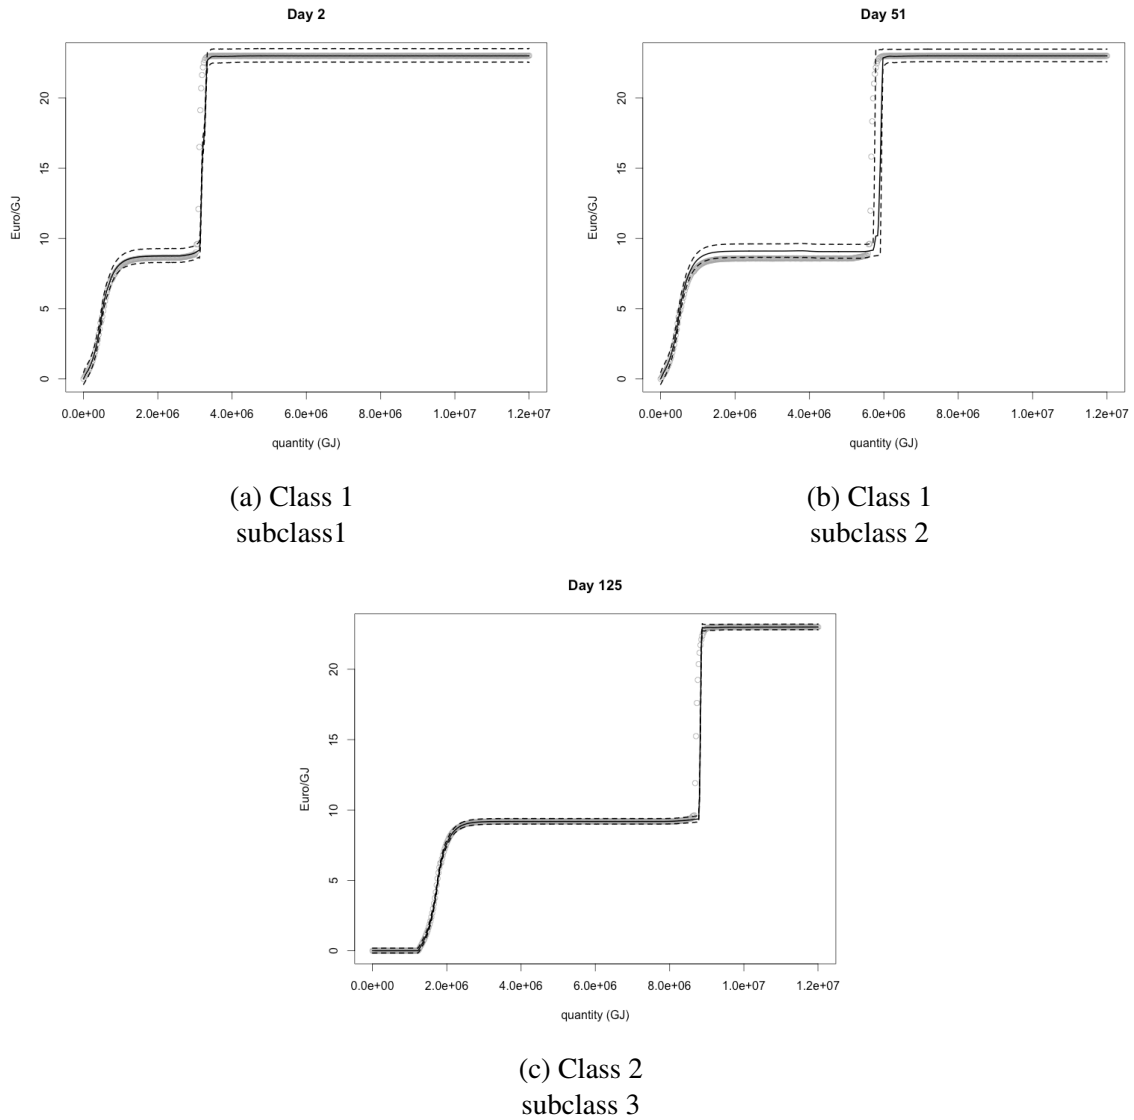 Day 2
Euro/GJ
20
15
10
5
0
0.0e+00 2.0e+06 4.0e+06 6.0e+06 8.0e+06 1.0e+07 1.2e+07
quantity (GJ)
(a) Class 1
subclass1
Day 51
Euro/GJ
20
15
10
5
0
0.0e+00 2.0e+06 4.0e+06 6.0e+06 8.0e+06 1.0e+07 1.2e+07
quantity (GJ)
(b) Class 1
subclass 2
Day 125
Euro/GJ
20
15
10
5
0
0.0e+00 2.0e+06 4.0e+06 6.0e+06 8.0e+06 1.0e+07 1.2e+07
quantity (GJ)
(c) Class 2
subclass 3